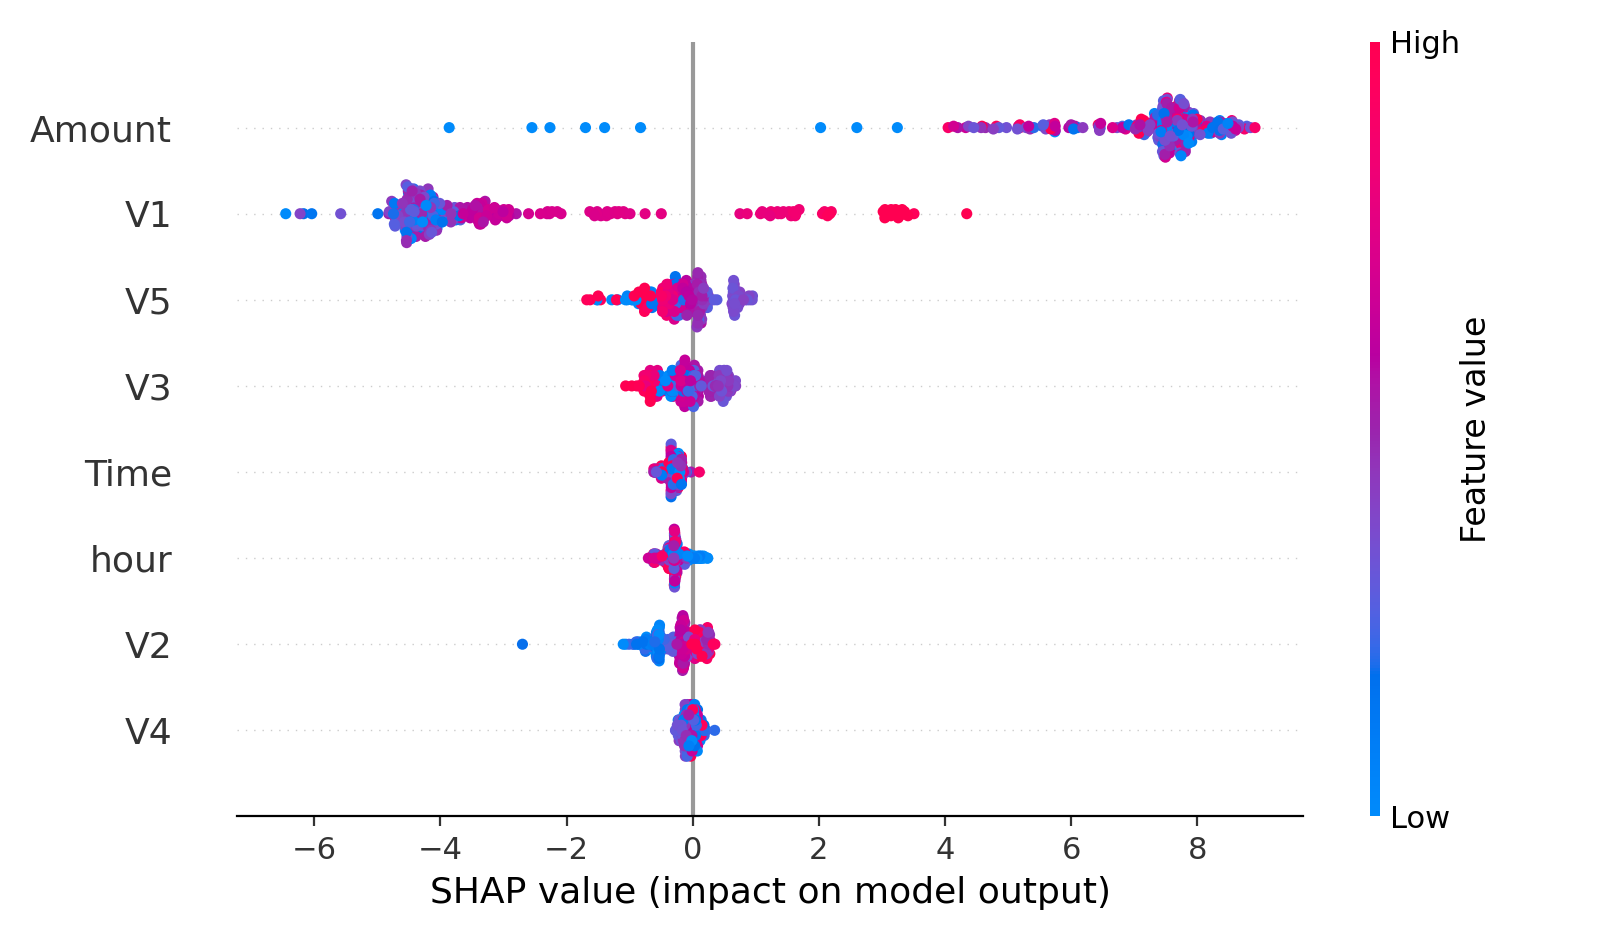 High
Amount
V1
V5
V3
Time
hour
V2
V4
Feature value
Low
−6 −4 −2 0 2 4 6 8
SHAP value (impact on model output)